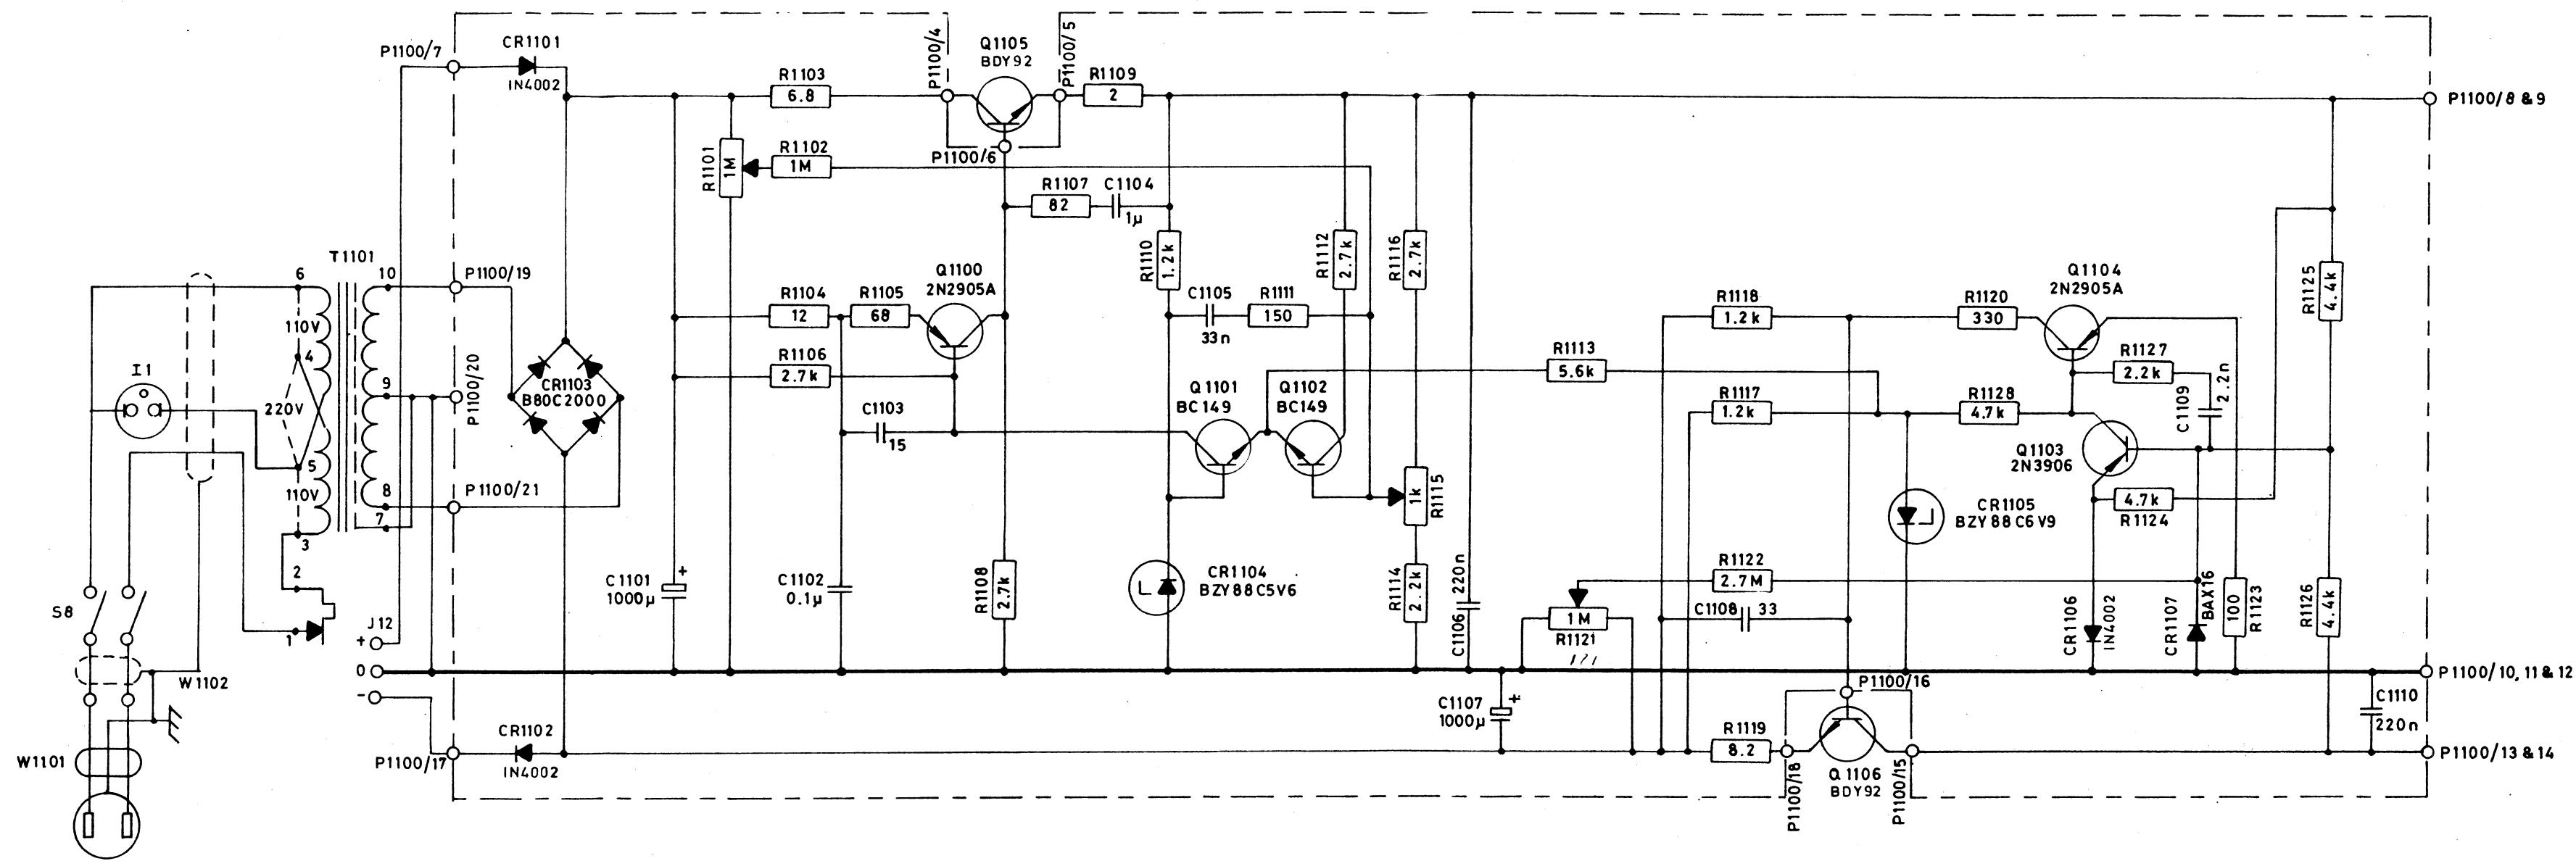 P1100/7
CR1101
1N4002
P1100/4
Q1105
BDY92
P1100/5
R1103
6.8
R1109
2
P1100/8 & 9
R1101
1M
R1102
1M
P1100/6
R1107
82
C1104
1µ
T1101
6
10
P1100/19
110V
4
I1
220V
9
P1100/20
5
110V
8
P1100/21
7
3
2
1
CR1103
B80C2000
R1104
12
R1105
68
Q1100
2N2905A
R1106
2.7k
C1103
15
R1110
1.2k
C1105
33n
R1111
150
R1112
2.7k
R1116
2.7k
Q1101
BC149
Q1102
BC149
R1113
5.6k
R1115
1k
R1118
1.2k
R1117
1.2k
R1120
330
Q1104
2N2905A
R1127
2.2k
C1109
2.2n
R1128
4.7k
Q1103
2N3906
4.7k
R1124
R1125
4.4k
CR1105
BZY88C6V9
C1101
1000µ
+
C1102
0.1µ
R1108
2.7k
CR1104
BZY88C5V6
R1114
2.2k
C1106
220n
R1122
2.7M
1M
R1121
C1108
33
CR1106
1N4002
CR1107
BAX16
100
R1123
R1126
4.4k
S8
J12
+
0
-
W1102
P1100/10, 11 & 12
P1100/16
C1107
1000µ
+
C1110
220n
CR1102
1N4002
P1100/17
R1119
8.2
P1100/18
Q1106
BDY92
P1100/15
P1100/13 & 14
W1101